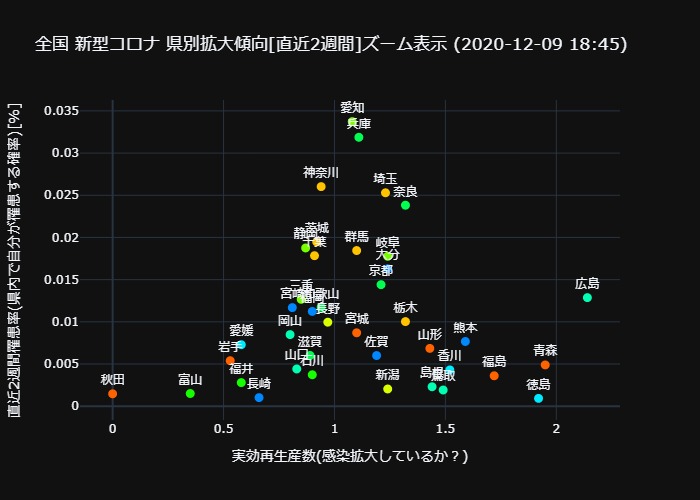 全国 新型コロナ 県別拡大傾向[直近2週間]ズーム表示 (2020-12-09 18:45)
直近2週間罹患率(県内で自分が罹患する確率)[%]
0.035
0.03
0.025
0.02
0.015
0.01
0.005
0
愛知
兵庫
神奈川
埼玉
奈良
茨城
静岡
千葉
群馬
岐阜
大分
京都
広島
三重
宮崎
福岡
和歌山
長野
岡山
宮城
栃木
愛媛
滋賀
佐賀
山形
熊本
岩手
山口
石川
香川
福島
青森
秋田
富山
福井
長崎
新潟
島根
鳥取
徳島
0
0.5
1
1.5
2
実効再生産数(感染拡大しているか？)